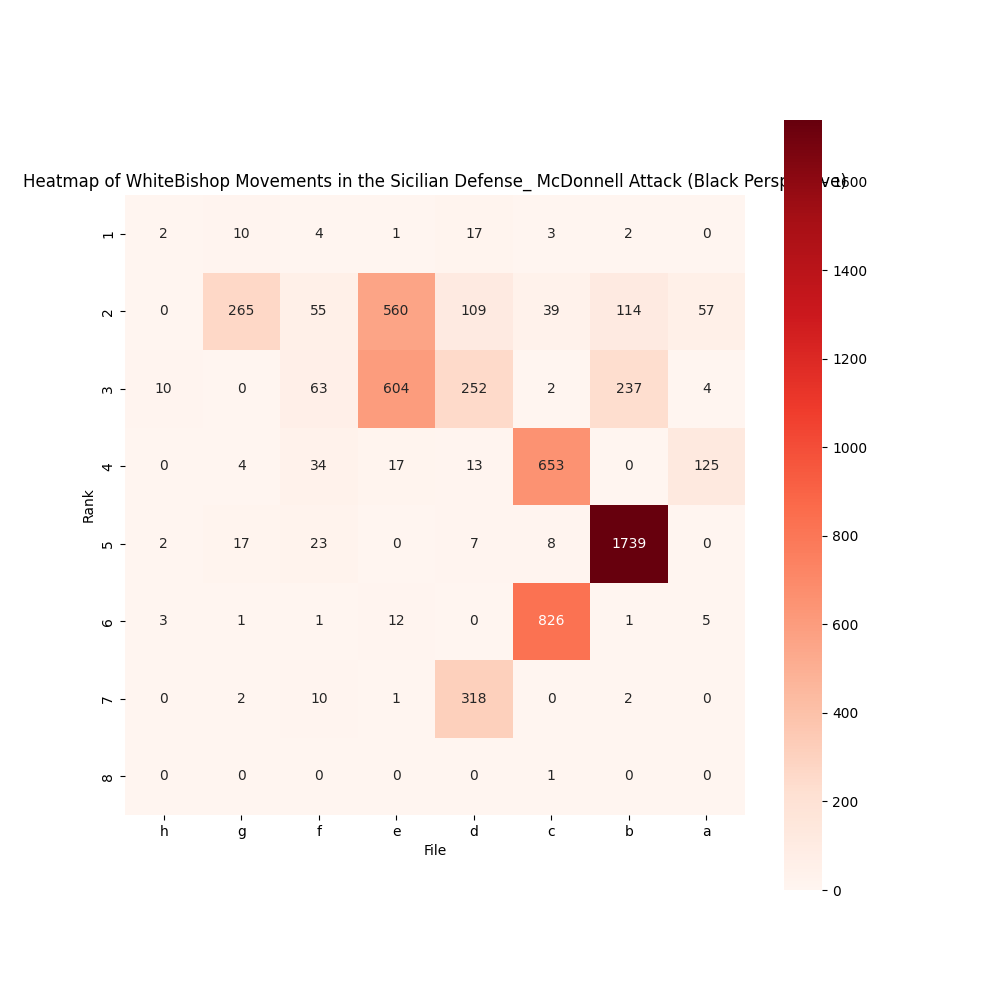 Heatmap of WhiteBishop Movements in the Sicilian Defense_ McDonnell Attack (Black Perspective)
1600
1 2 10 4 1 17 3 2 0
1400
2 0 265 55 560 109 39 114 57
1200
3 10 0 63 604 252 2 237 4
1000
4 0 4 34 17 13 653 0 125
Rank
800
5 2 17 23 0 7 8 1739 0
600
6 3 1 1 12 0 826 1 5
400
7 0 2 10 1 318 0 2 0
200
8 0 0 0 0 0 1 0 0
h g f e d c b a
File
0